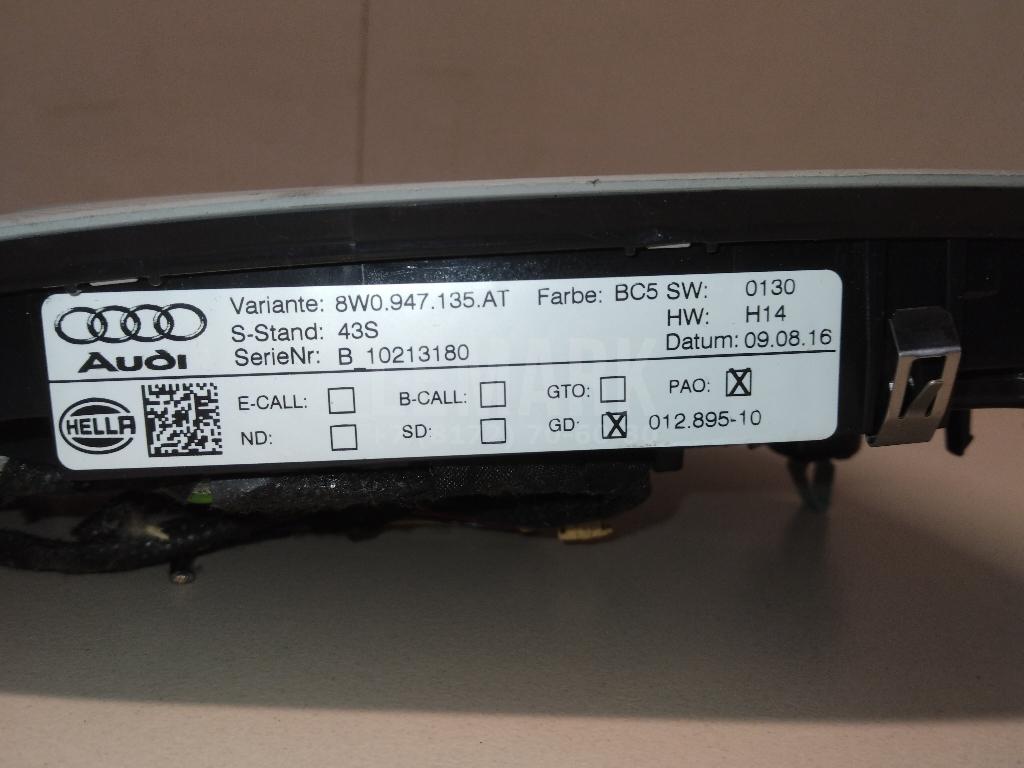 Variante: 8W0.947.135.AT Farbe: BC5 SW: 0130
S-Stand: 43S HW: H14
SerieNr: B_10213180 Datum: 09.08.16
Audi
E-CALL: B-CALL: GTO: PAO: X
HELLA
ND: SD: GD: X 012.895-10